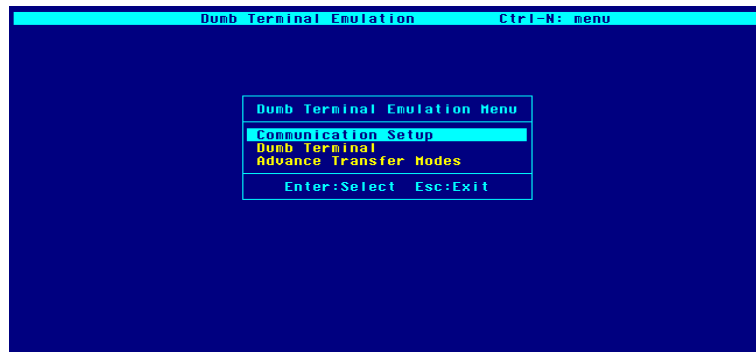 Dumb Terminal Emulation Ctrl-N: menu
Dumb Terminal Emulation Menu
Communication Setup
Dumb Terminal
Advance Transfer Modes
Enter:Select Esc:Exit